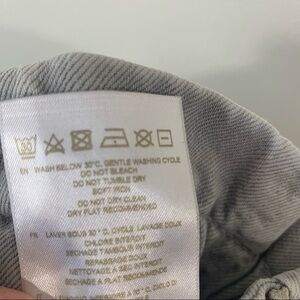 30
EN WASH BELOW 30°C, GENTLE WASHING CYCLE
DO NOT BLEACH
DO NOT TUMBLE DRY
SOFT IRON
DO NOT DRY CLEAN
DRY FLAT RECOMMENDED
FR LAVER SOUS 30°C, CYCLE LAVAGE DOUX
CHLORE INTERDIT
SECHAGE TAMBOUR INTERDIT
REPASSAGE DOUX
NETTOYAGE A SEC INTERDIT
SECHAGE A PLAT RECOMMENDE